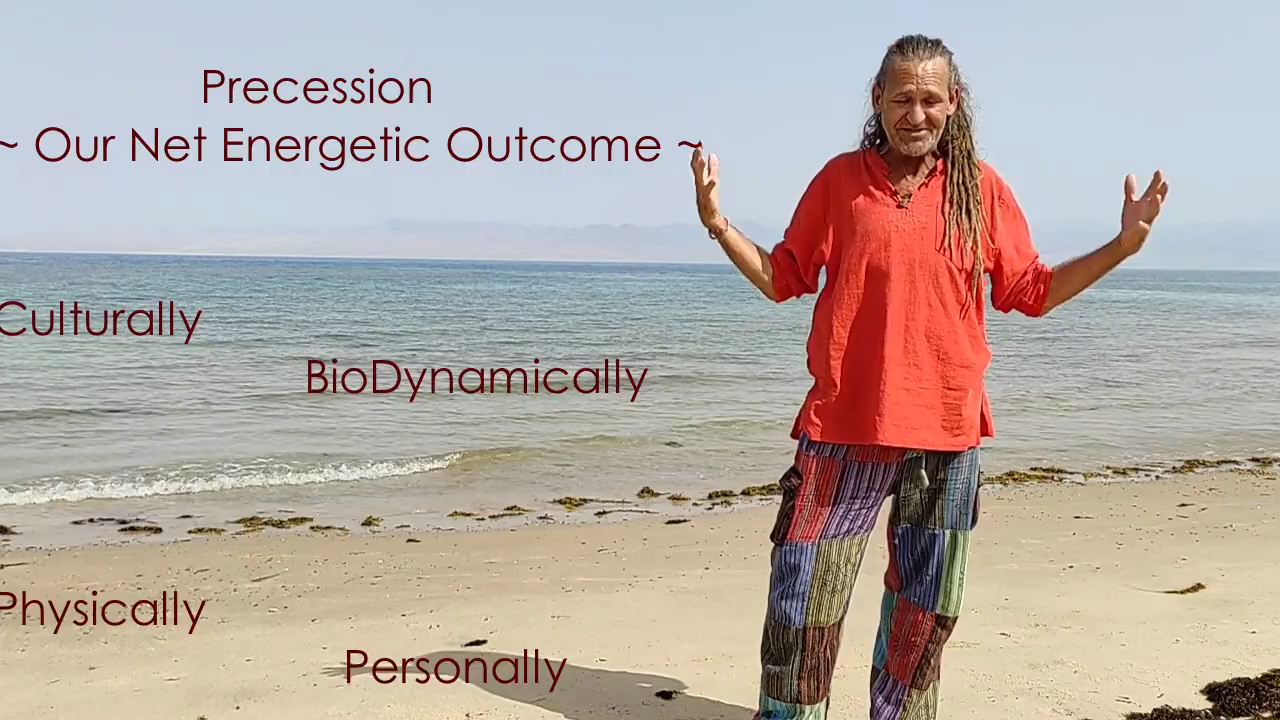 Precession
~ Our Net Energetic Outcome ~
Culturally
BioDynamically
Physically
Personally